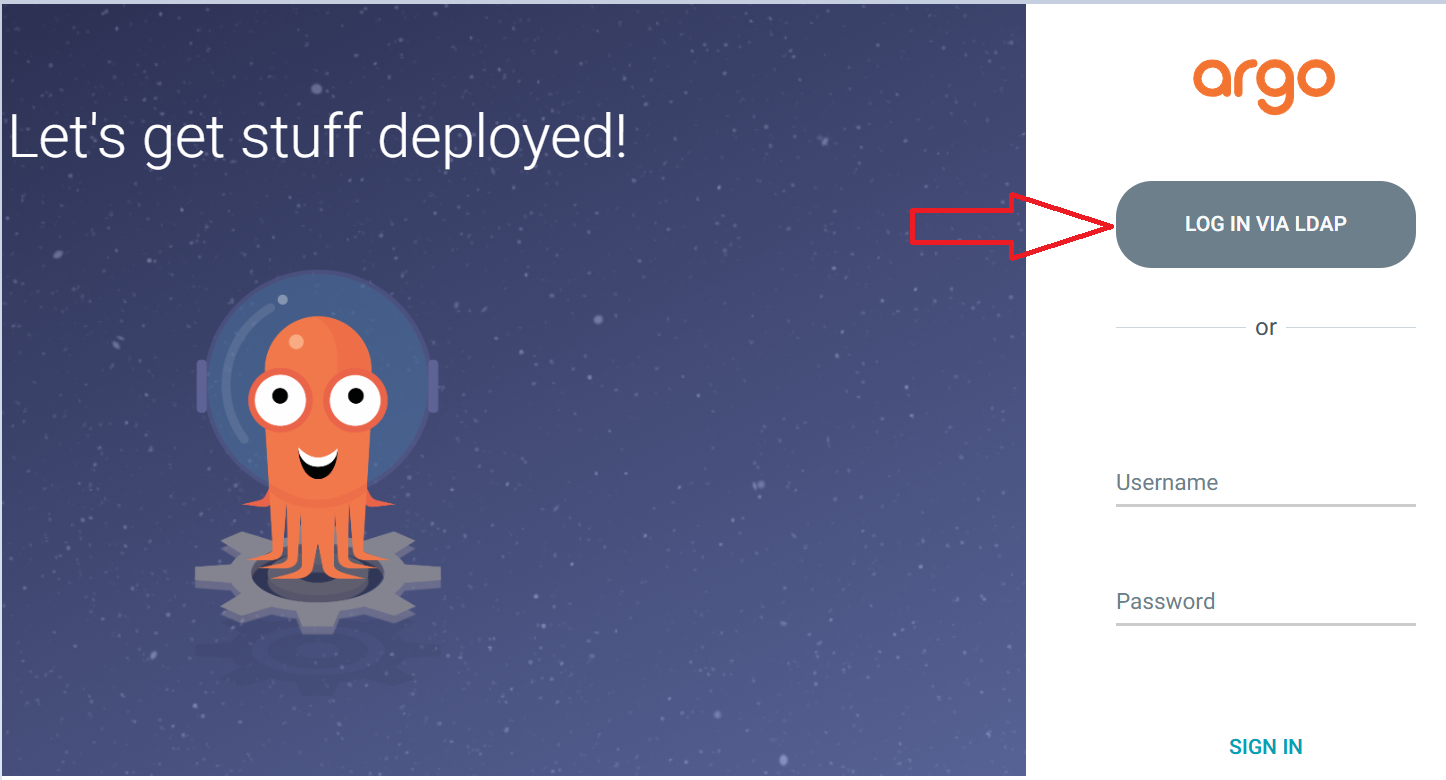 Let's get stuff deployed!
argo
LOG IN VIA LDAP
or
Username
Password
SIGN IN